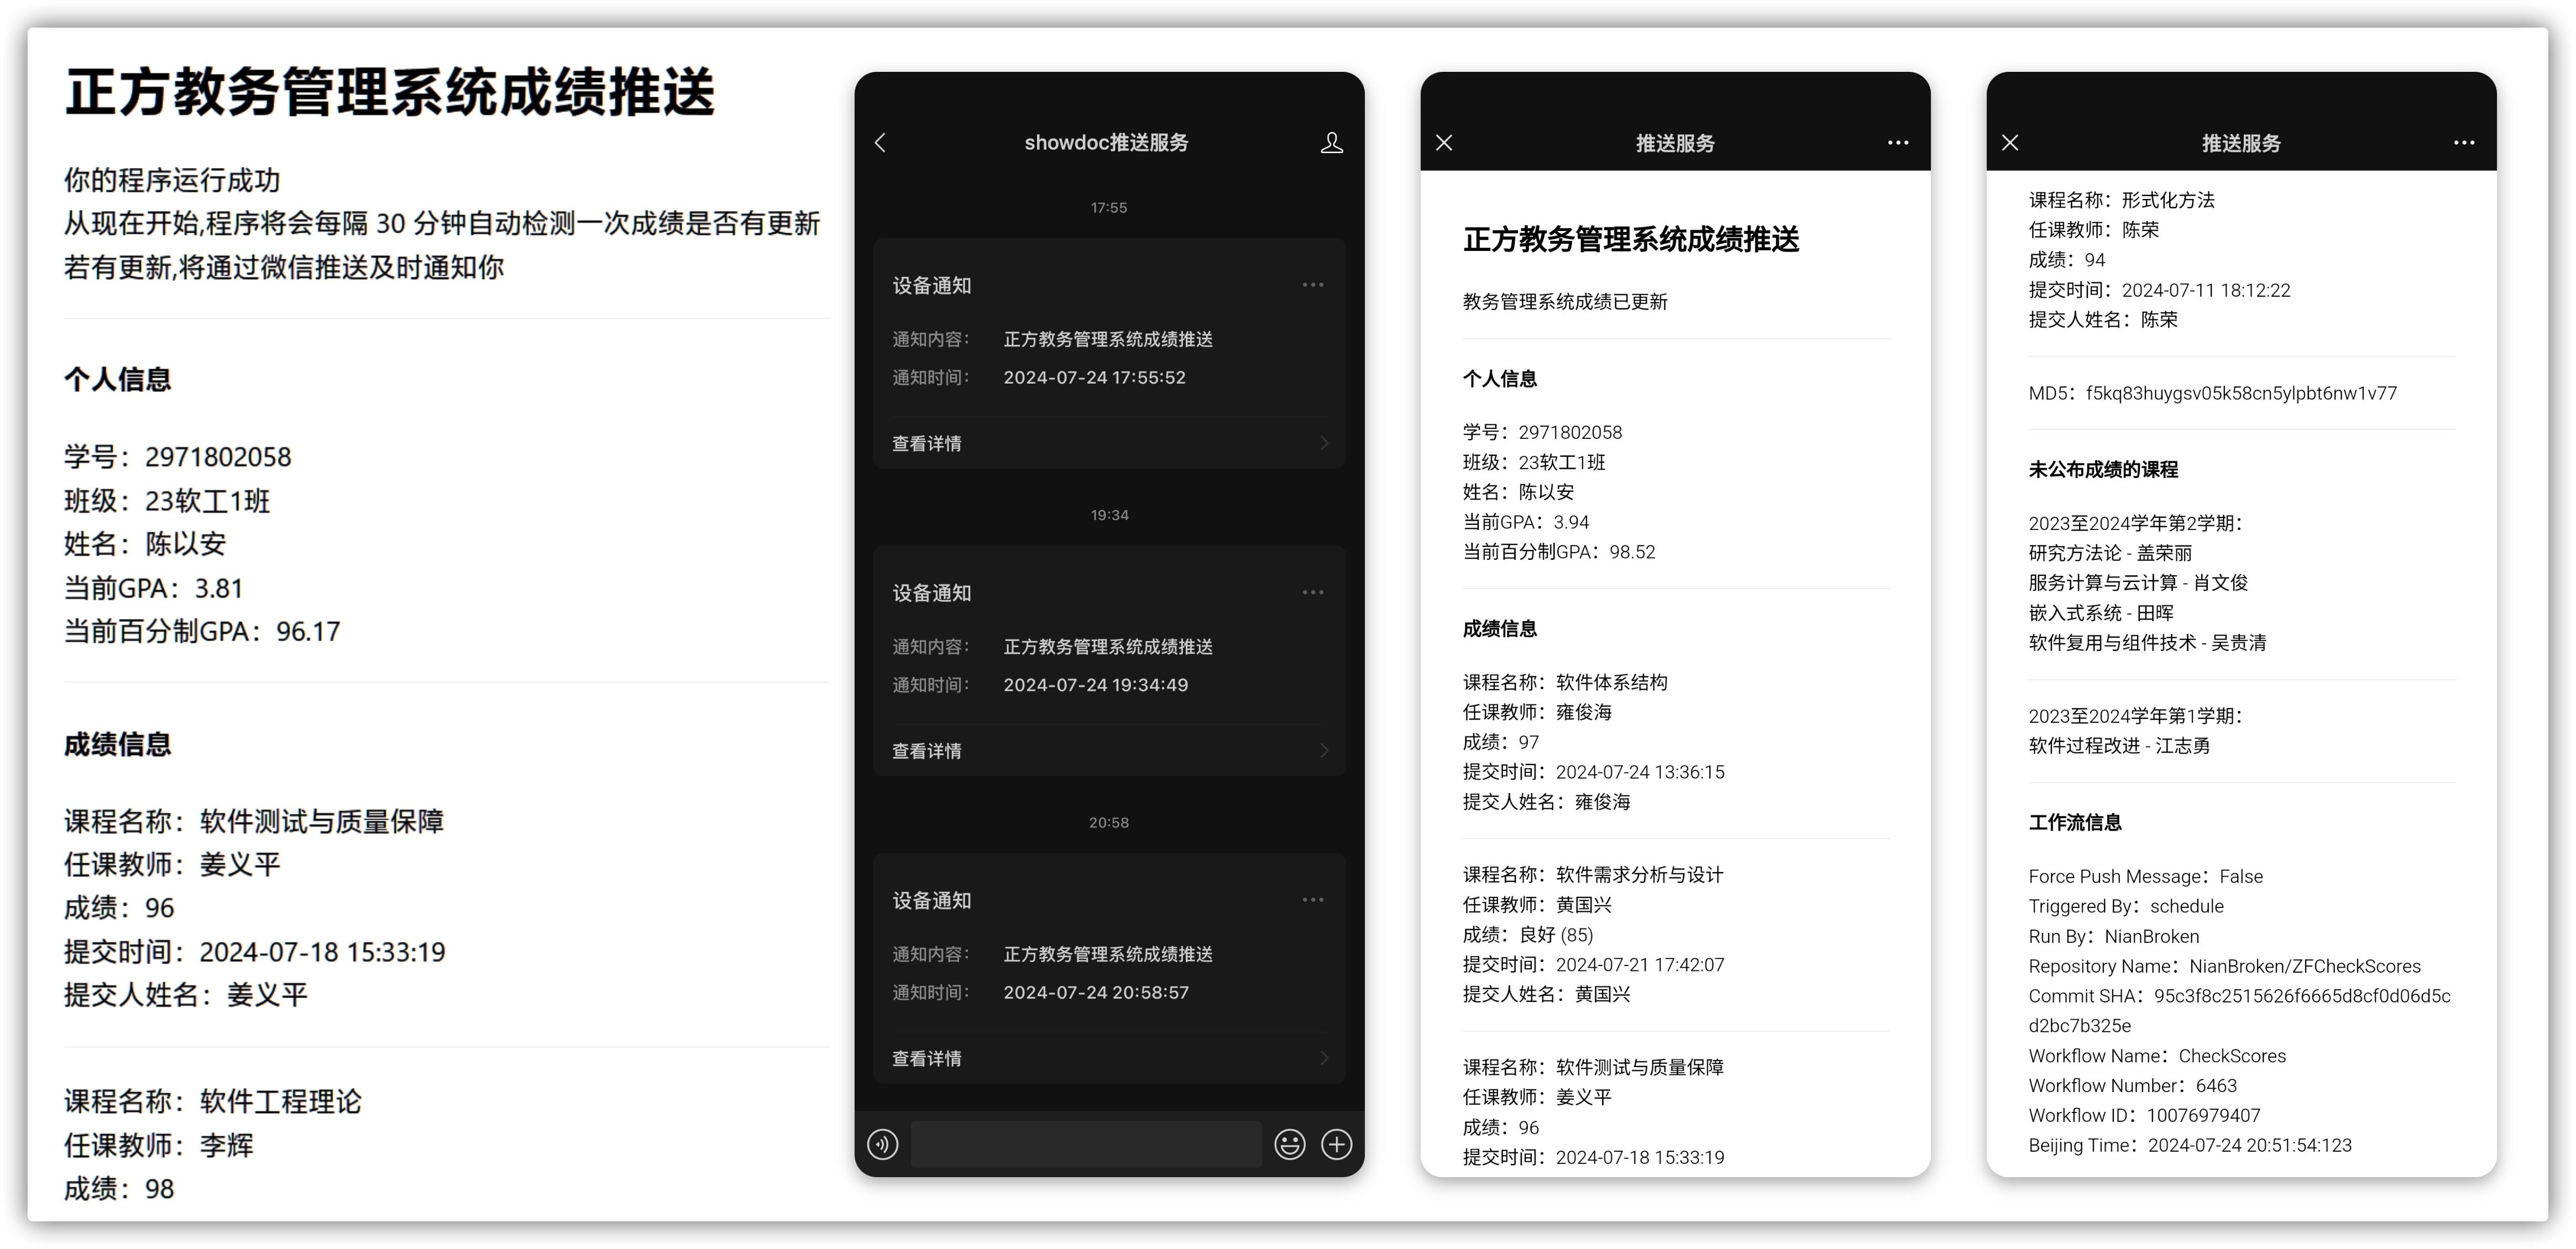 正方教务管理系统成绩推送
你的程序运行成功
从现在开始,程序将会每隔 30 分钟自动检测一次成绩是否有更新
若有更新,将通过微信推送及时通知你
个人信息
学号：2971802058
班级：23软工1班
姓名：陈以安
当前GPA：3.81
当前百分制GPA：96.17
成绩信息
课程名称：软件测试与质量保障
任课教师：姜义平
成绩：96
提交时间：2024-07-18 15:33:19
提交人姓名：姜义平
课程名称：软件工程理论
任课教师：李辉
成绩：98
showdoc推送服务
17:55
设备通知
通知内容： 正方教务管理系统成绩推送
通知时间： 2024-07-24 17:55:52
查看详情
19:34
设备通知
通知内容： 正方教务管理系统成绩推送
通知时间： 2024-07-24 19:34:49
查看详情
20:58
设备通知
通知内容： 正方教务管理系统成绩推送
通知时间： 2024-07-24 20:58:57
查看详情
推送服务
正方教务管理系统成绩推送
教务管理系统成绩已更新
个人信息
学号：2971802058
班级：23软工1班
姓名：陈以安
当前GPA：3.94
当前百分制GPA：98.52
成绩信息
课程名称：软件体系结构
任课教师：雍俊海
成绩：97
提交时间：2024-07-24 13:36:15
提交人姓名：雍俊海
课程名称：软件需求分析与设计
任课教师：黄国兴
成绩：良好 (85)
提交时间：2024-07-21 17:42:07
提交人姓名：黄国兴
课程名称：软件测试与质量保障
任课教师：姜义平
成绩：96
提交时间：2024-07-18 15:33:19
推送服务
课程名称：形式化方法
任课教师：陈荣
成绩：94
提交时间：2024-07-11 18:12:22
提交人姓名：陈荣
MD5：f5kq83huygsv05k58cn5ylpbt6nw1v77
未公布成绩的课程
2023至2024学年第2学期：
研究方法论 - 盖荣丽
服务计算与云计算 - 肖文俊
嵌入式系统 - 田晖
软件复用与组件技术 - 吴贵清
2023至2024学年第1学期：
软件过程改进 - 江志勇
工作流信息
Force Push Message：False
Triggered By：schedule
Run By：NianBroken
Repository Name：NianBroken/ZFCheckScores
Commit SHA：95c3f8c2515626f6665d8cf0d06d5c
d2bc7b325e
Workflow Name：CheckScores
Workflow Number：6463
Workflow ID：10076979407
Beijing Time：2024-07-24 20:51:54:123